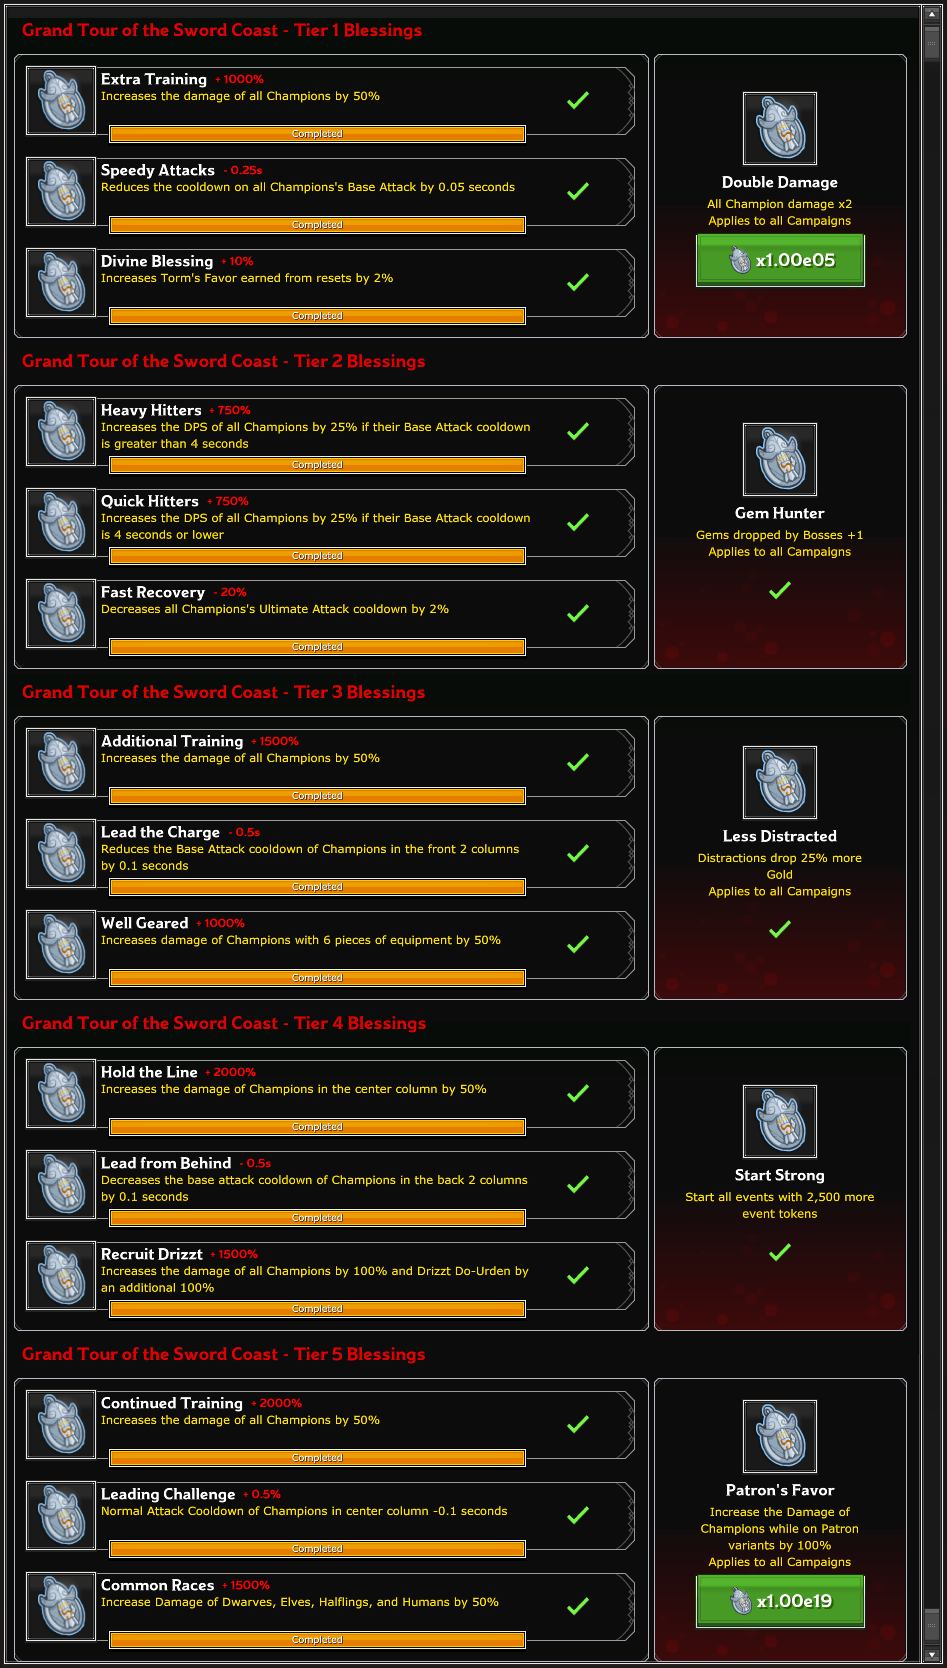 Grand Tour of the Sword Coast - Tier 1 Blessings
Extra Training + 1000%
Increases the damage of all Champions by 50%
Completed
Speedy Attacks - 0.25s
Reduces the cooldown on all Champions's Base Attack by 0.05 seconds
Completed
Divine Blessing + 10%
Increases Torm's Favor earned from resets by 2%
Completed
Double Damage
All Champion damage x2
Applies to all Campaigns
x1.00e05
Grand Tour of the Sword Coast - Tier 2 Blessings
Heavy Hitters + 750%
Increases the DPS of all Champions by 25% if their Base Attack cooldown
is greater than 4 seconds
Completed
Quick Hitters + 750%
Increases the DPS of all Champions by 25% if their Base Attack cooldown
is 4 seconds or lower
Completed
Fast Recovery - 20%
Decreases all Champions's Ultimate Attack cooldown by 2%
Completed
Gem Hunter
Gems dropped by Bosses +1
Applies to all Campaigns
Grand Tour of the Sword Coast - Tier 3 Blessings
Additional Training + 1500%
Increases the damage of all Champions by 50%
Completed
Lead the Charge - 0.5s
Reduces the Base Attack cooldown of Champions in the front 2 columns
by 0.1 seconds
Completed
Well Geared + 1000%
Increases damage of Champions with 6 pieces of equipment by 50%
Completed
Less Distracted
Distractions drop 25% more
Gold
Applies to all Campaigns
Grand Tour of the Sword Coast - Tier 4 Blessings
Hold the Line + 2000%
Increases the damage of Champions in the center column by 50%
Completed
Lead from Behind - 0.5s
Decreases the base attack cooldown of Champions in the back 2 columns
by 0.1 seconds
Completed
Recruit Drizzt + 1500%
Increases the damage of all Champions by 100% and Drizzt Do-Urden by
an additional 100%
Completed
Start Strong
Start all events with 2,500 more
event tokens
Grand Tour of the Sword Coast - Tier 5 Blessings
Continued Training + 2000%
Increases the damage of all Champions by 50%
Completed
Leading Challenge + 0.5%
Normal Attack Cooldown of Champions in center column -0.1 seconds
Completed
Common Races + 1500%
Increase Damage of Dwarves, Elves, Halflings, and Humans by 50%
Completed
Patron's Favor
Increase the Damage of
Champions while on Patron
variants by 100%
Applies to all Campaigns
x1.00e19